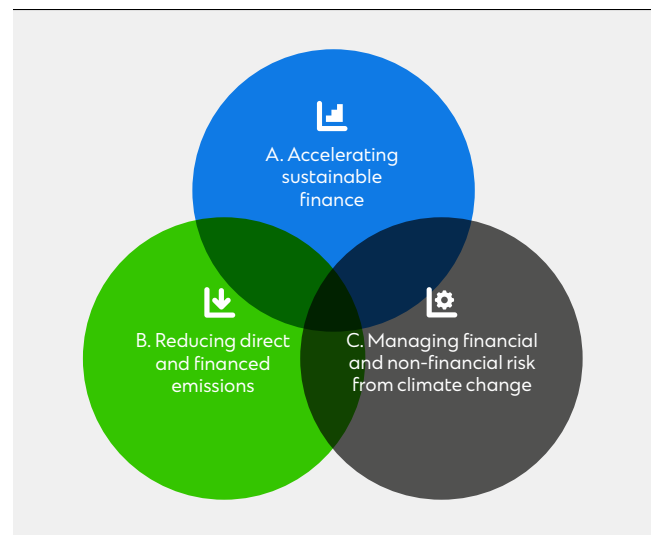 A. Accelerating
sustainable
finance
B. Reducing direct
and financed
emissions
C. Managing financial
and non-financial risk
from climate change